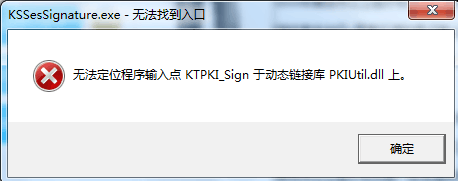 KSSesSignature.exe - 无法找到入口
无法定位程序输入点 KTPKI_Sign 于动态链接库 PKIUtil.dll 上。
确定